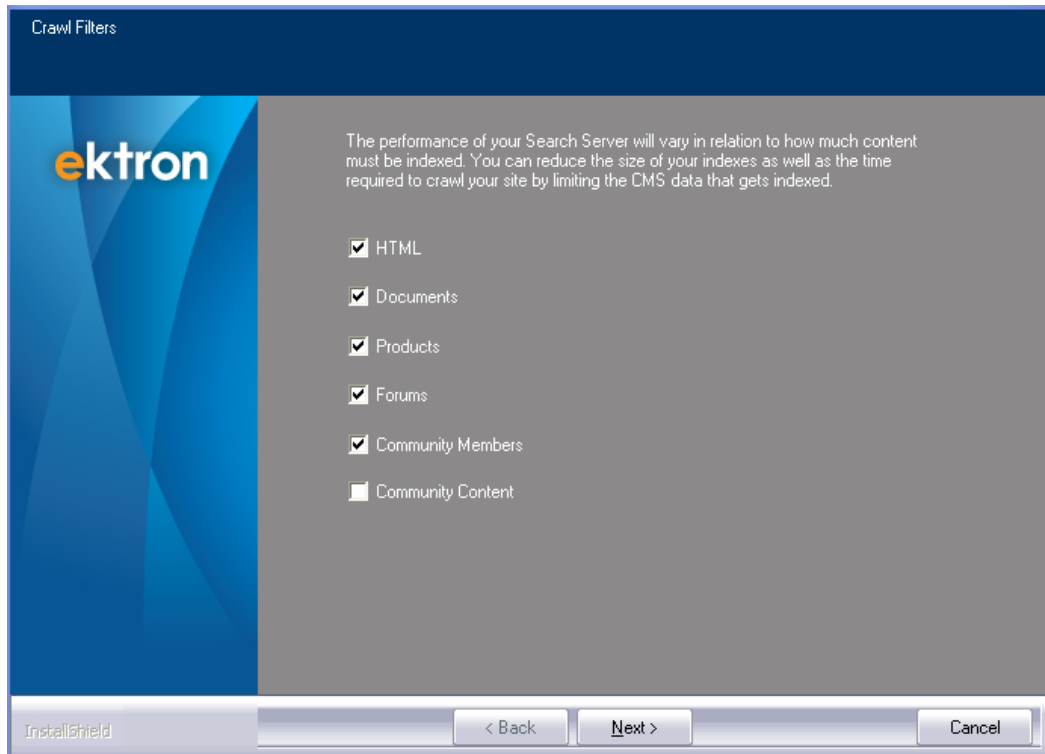 Crawl Filters
ektron
The performance of your Search Server will vary in relation to how much content
must be indexed. You can reduce the size of your indexes as well as the time
required to crawl your site by limiting the CMS data that gets indexed.
HTML
Documents
Products
Forums
Community Members
Community Content
InstallShield
< Back
Next >
Cancel